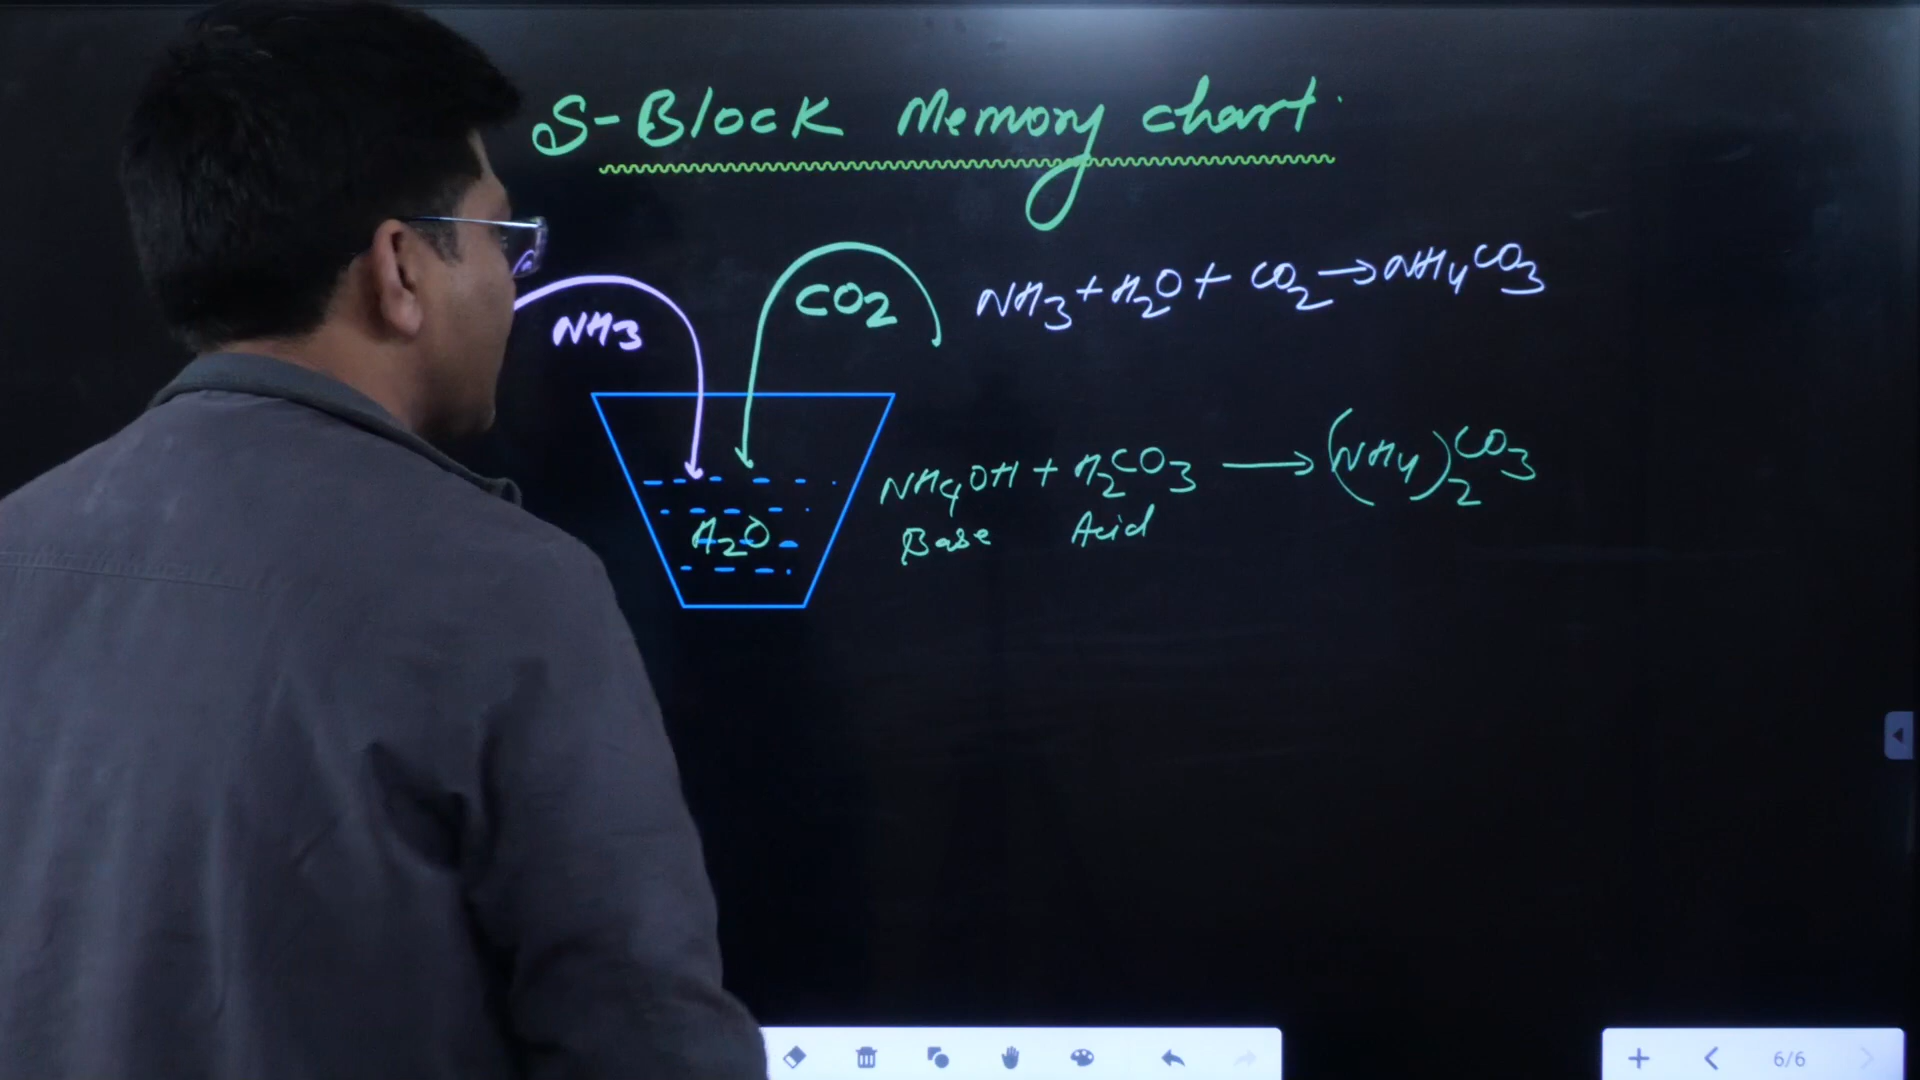 S-Block Memory chart.
NH3
CO2
NH3 + H2O + CO2 → NH4CO3
H2O
NH4OH + H2CO3 → (NH4)2CO3
Base Acid
6/6